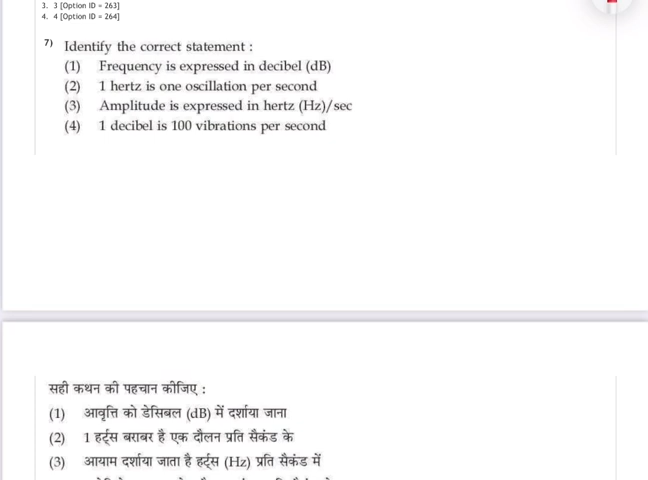 3. 3 [Option ID = 263]
4. 4 [Option ID = 264]
7) Identify the correct statement :
(1) Frequency is expressed in decibel (dB)
(2) 1 hertz is one oscillation per second
(3) Amplitude is expressed in hertz (Hz)/sec
(4) 1 decibel is 100 vibrations per second
सही कथन की पहचान कीजिए :
(1) आवृत्ति को डेसिबल (dB) में दर्शाया जाना
(2) 1 हर्ट्स बराबर है एक दौलन प्रति सैकंड के
(3) आयाम दर्शाया जाता है हर्ट्स (Hz) प्रति सैकंड में